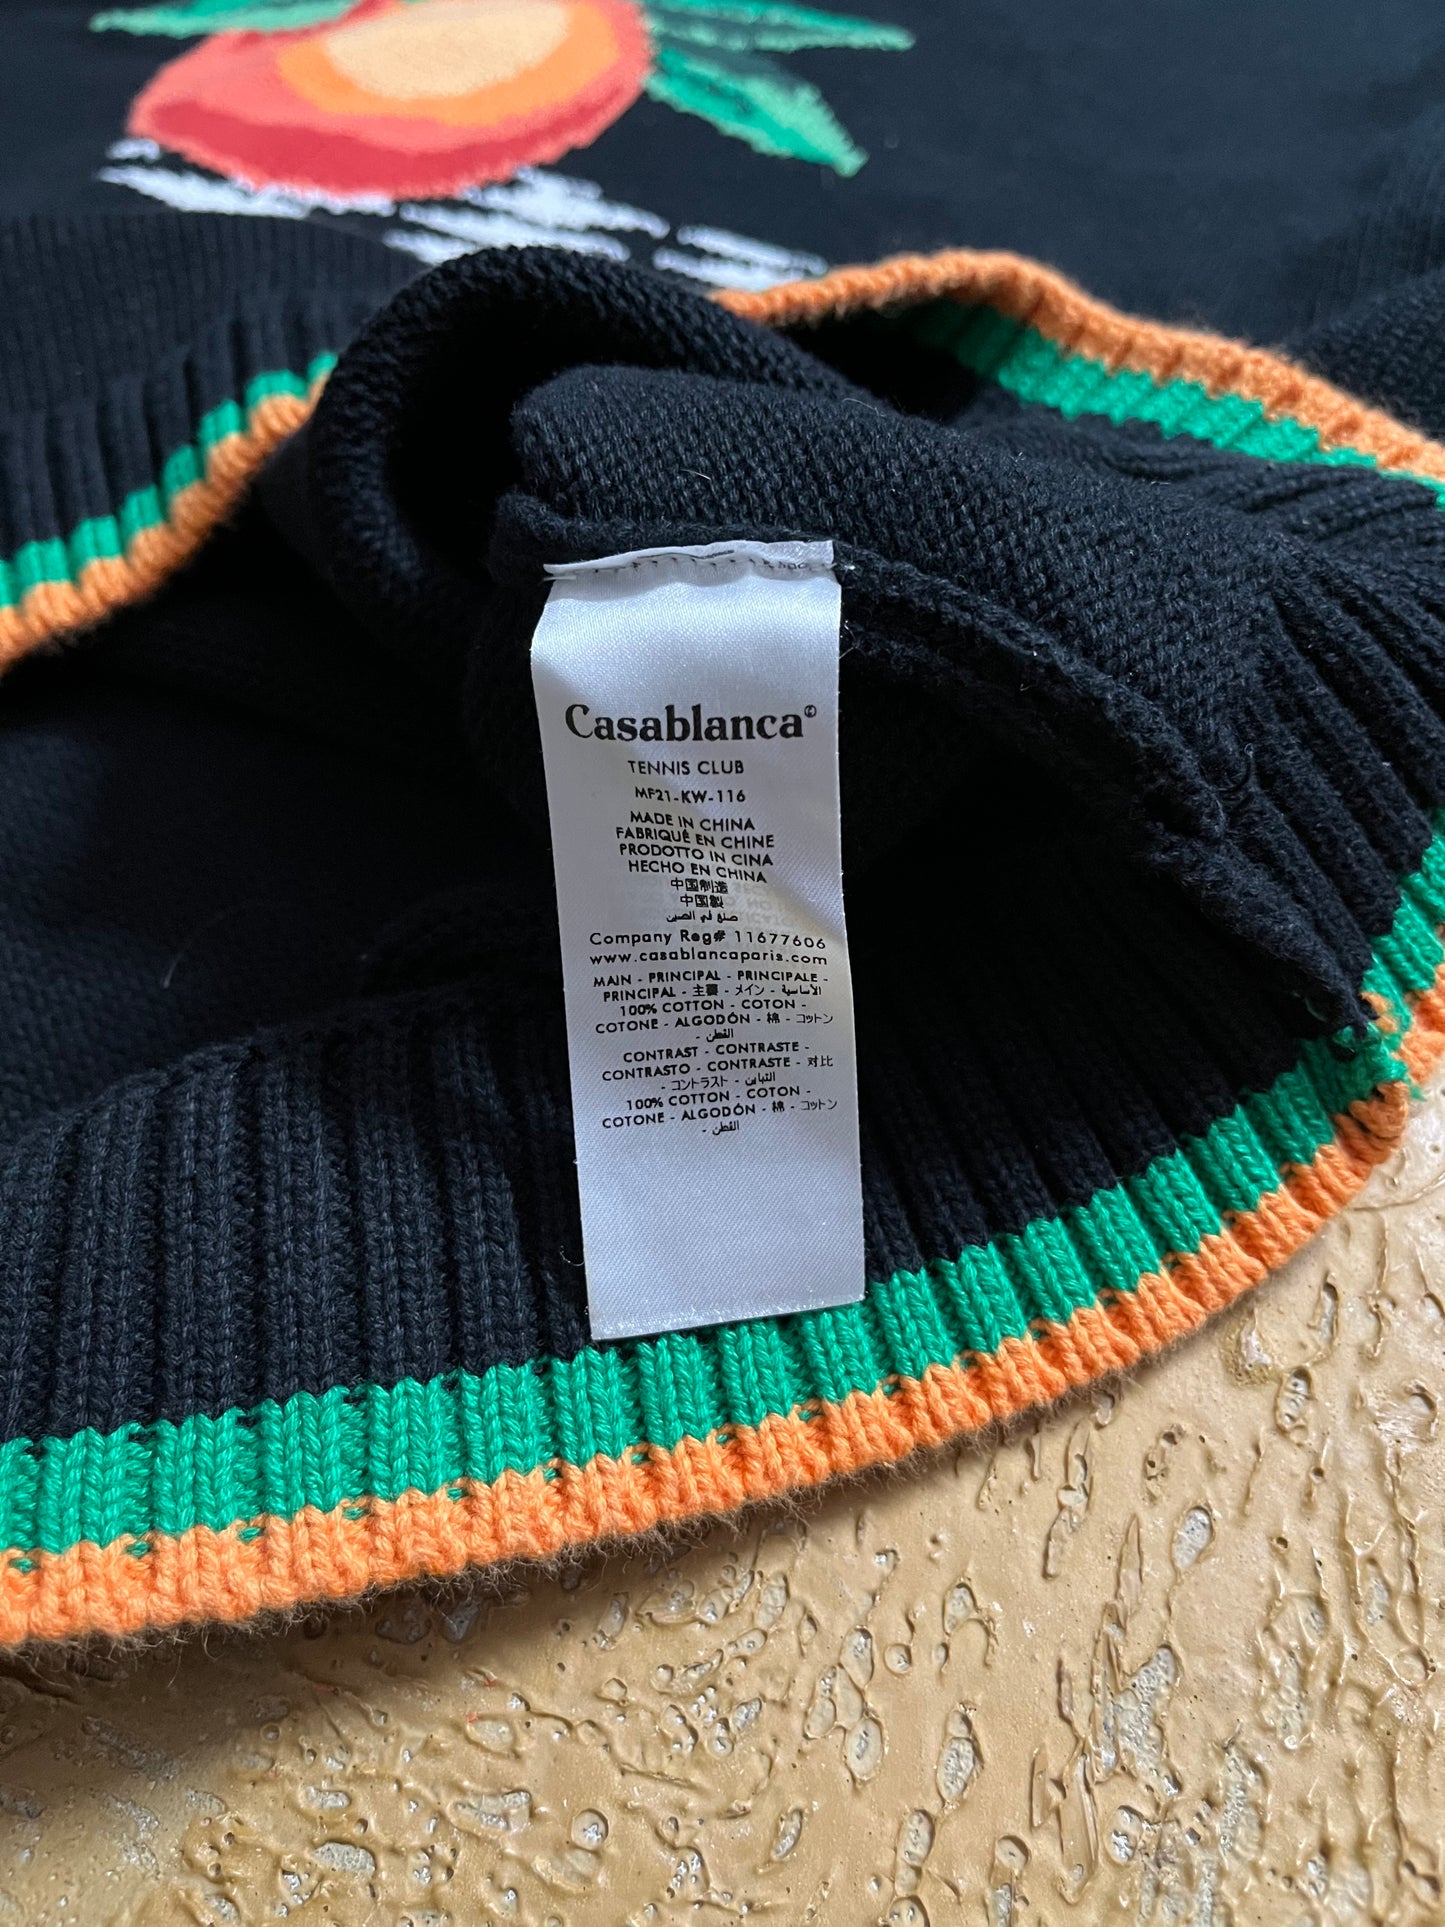 Casablanca®
TENNIS CLUB
MF21-KW-116
MADE IN CHINA
FABRIQUÉ EN CHINE
PRODOTTO IN CINA
HECHO EN CHINA
中国制造
中国製
صنع في الصين
Company Reg# 11677606
www.casablancaparis.com
MAIN - PRINCIPAL - PRINCIPALE -
PRINCIPAL - 主要 - メイン - الأساسية
100% COTTON - COTON -
COTONE - ALGODÓN - 棉 - コットン
- القطن
CONTRAST - CONTRASTE -
CONTRASTO - CONTRASTE - 对比
- コントラスト - التباين
100% COTTON - COTON -
COTONE - ALGODÓN - 棉 - コットン
- القطن